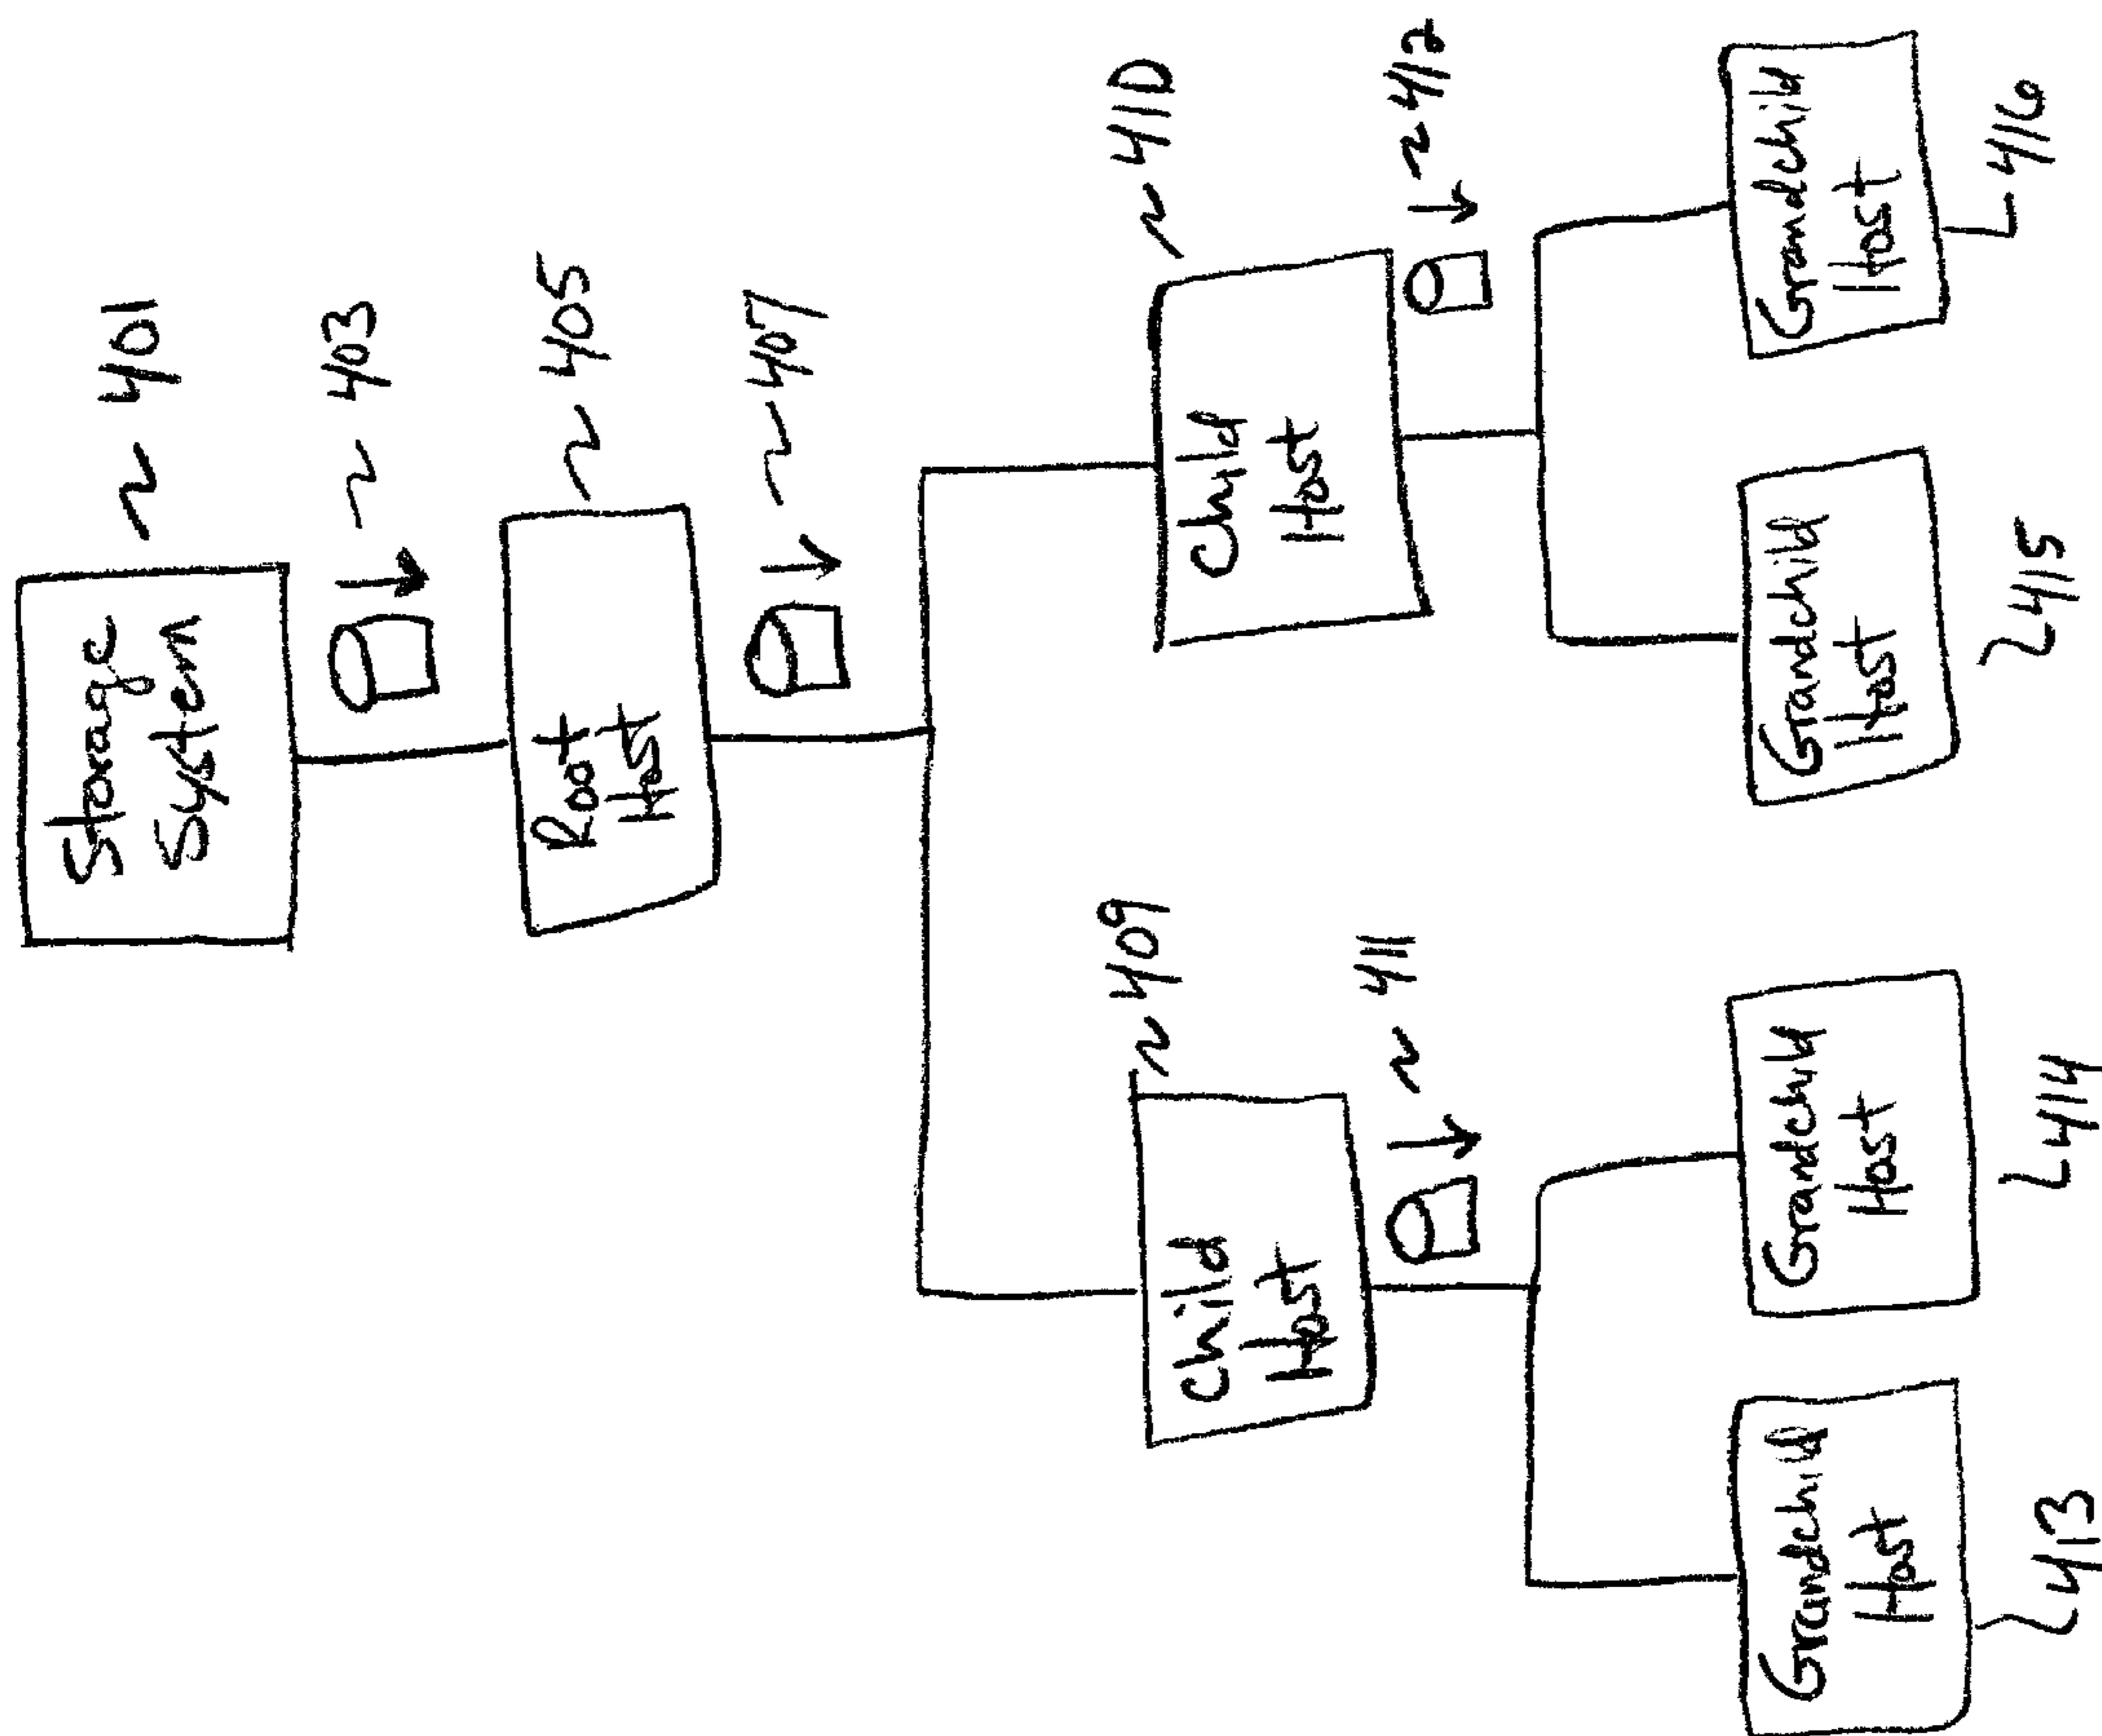 Storage
System
401
403
Root
Host
405
407
Child
Host
409
Child
Host
410
411
412
Grandchild
Host
Grandchild
Host
Grandchild
Host
Grandchild
Host
413
414
415
416